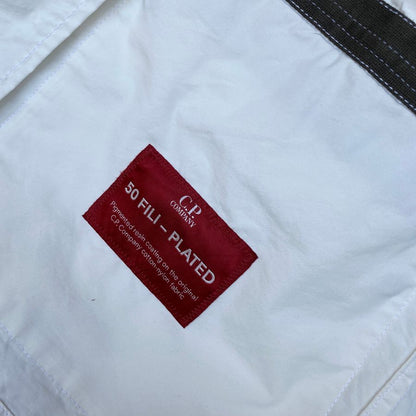 C.P.
COMPANY
50 FILI – PLATED
Pigmented resin coating on the original
C.P. Company cotton-nylon fabric